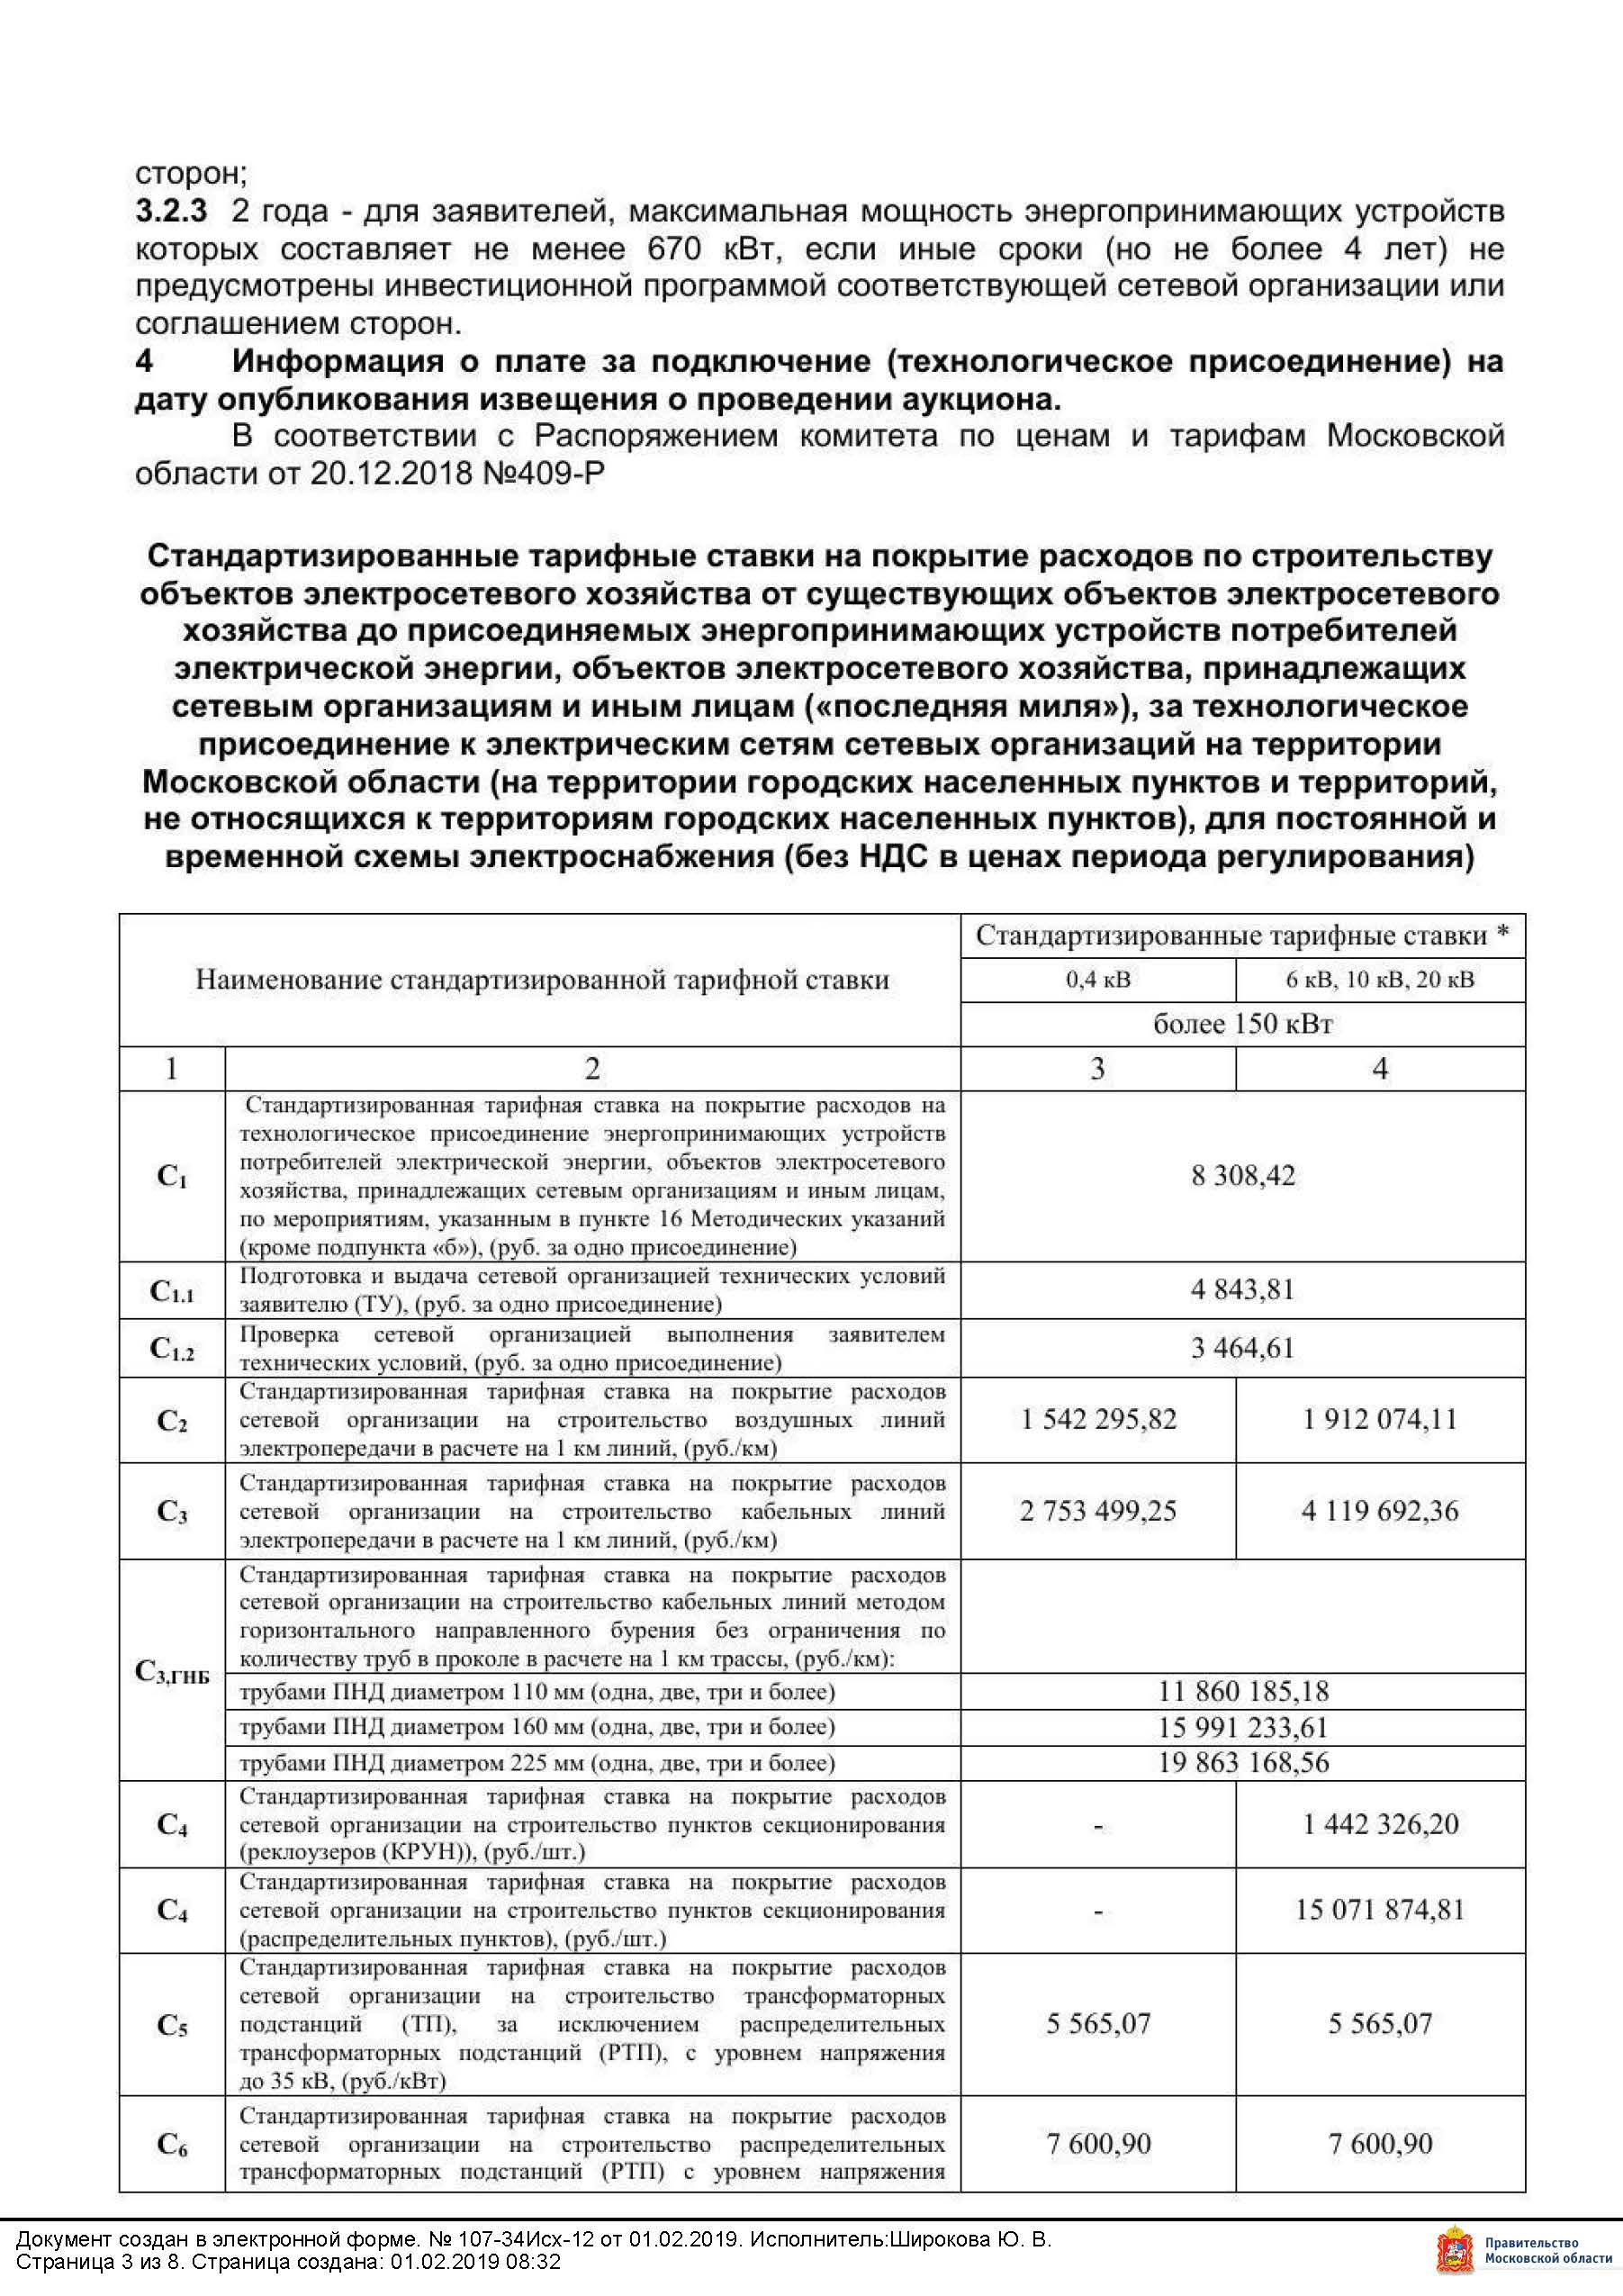 сторон;
3.2.3 2 года - для заявителей, максимальная мощность энергопринимающих устройств
которых составляет не менее 670 кВт, если иные сроки (но не более 4 лет) не
предусмотрены инвестиционной программой соответствующей сетевой организации или
соглашением сторон.
4 Информация о плате за подключение (технологическое присоединение) на
дату опубликования извещения о проведении аукциона.
В соответствии с Распоряжением комитета по ценам и тарифам Московской
области от 20.12.2018 №409-Р
Стандартизированные тарифные ставки на покрытие расходов по строительству
объектов электросетевого хозяйства от существующих объектов электросетевого
хозяйства до присоединяемых энергопринимающих устройств потребителей
электрической энергии, объектов электросетевого хозяйства, принадлежащих
сетевым организациям и иным лицам («последняя миля»), за технологическое
присоединение к электрическим сетям сетевых организаций на территории
Московской области (на территории городских населенных пунктов и территорий,
не относящихся к территориям городских населенных пунктов), для постоянной и
временной схемы электроснабжения (без НДС в ценах периода регулирования)
Наименование стандартизированной тарифной ставки
Стандартизированные тарифные ставки *
0,4 кВ 6 кВ, 10 кВ, 20 кВ
более 150 кВт
1 2 3 4
С1
Стандартизированная тарифная ставка на покрытие расходов на
технологическое присоединение энергопринимающих устройств
потребителей электрической энергии, объектов электросетевого
хозяйства, принадлежащих сетевым организациям и иным лицам,
по мероприятиям, указанным в пункте 16 Методических указаний
(кроме подпункта «б»), (руб. за одно присоединение)
8 308,42
С1.1
Подготовка и выдача сетевой организацией технических условий
заявителю (ТУ), (руб. за одно присоединение)
4 843,81
С1.2
Проверка сетевой организацией выполнения заявителем
технических условий, (руб. за одно присоединение)
3 464,61
С2
Стандартизированная тарифная ставка на покрытие расходов
сетевой организации на строительство воздушных линий
электропередачи в расчете на 1 км линий, (руб./км)
1 542 295,82 1 912 074,11
С3
Стандартизированная тарифная ставка на покрытие расходов
сетевой организации на строительство кабельных линий
электропередачи в расчете на 1 км линий, (руб./км)
2 753 499,25 4 119 692,36
С3,ГНБ
Стандартизированная тарифная ставка на покрытие расходов
сетевой организации на строительство кабельных линий методом
горизонтального направленного бурения без ограничения по
количеству труб в проколе в расчете на 1 км трассы, (руб./км):
трубами ПНД диаметром 110 мм (одна, две, три и более) 11 860 185,18
трубами ПНД диаметром 160 мм (одна, две, три и более) 15 991 233,61
трубами ПНД диаметром 225 мм (одна, две, три и более) 19 863 168,56
С4
Стандартизированная тарифная ставка на покрытие расходов
сетевой организации на строительство пунктов секционирования
(реклоузеров (КРУН)), (руб./шт.)
- 1 442 326,20
С4
Стандартизированная тарифная ставка на покрытие расходов
сетевой организации на строительство пунктов секционирования
(распределительных пунктов), (руб./шт.)
- 15 071 874,81
С5
Стандартизированная тарифная ставка на покрытие расходов
сетевой организации на строительство трансформаторных
подстанций (ТП), за исключением распределительных
трансформаторных подстанций (РТП), с уровнем напряжения
до 35 кВ, (руб./кВт)
5 565,07 5 565,07
С6
Стандартизированная тарифная ставка на покрытие расходов
сетевой организации на строительство распределительных
трансформаторных подстанций (РТП) с уровнем напряжения
7 600,90 7 600,90
Документ создан в электронной форме. № 107-34Исх-12 от 01.02.2019. Исполнитель:Широкова Ю. В.
Страница 3 из 8. Страница создана: 01.02.2019 08:32
Правительство
Московской области